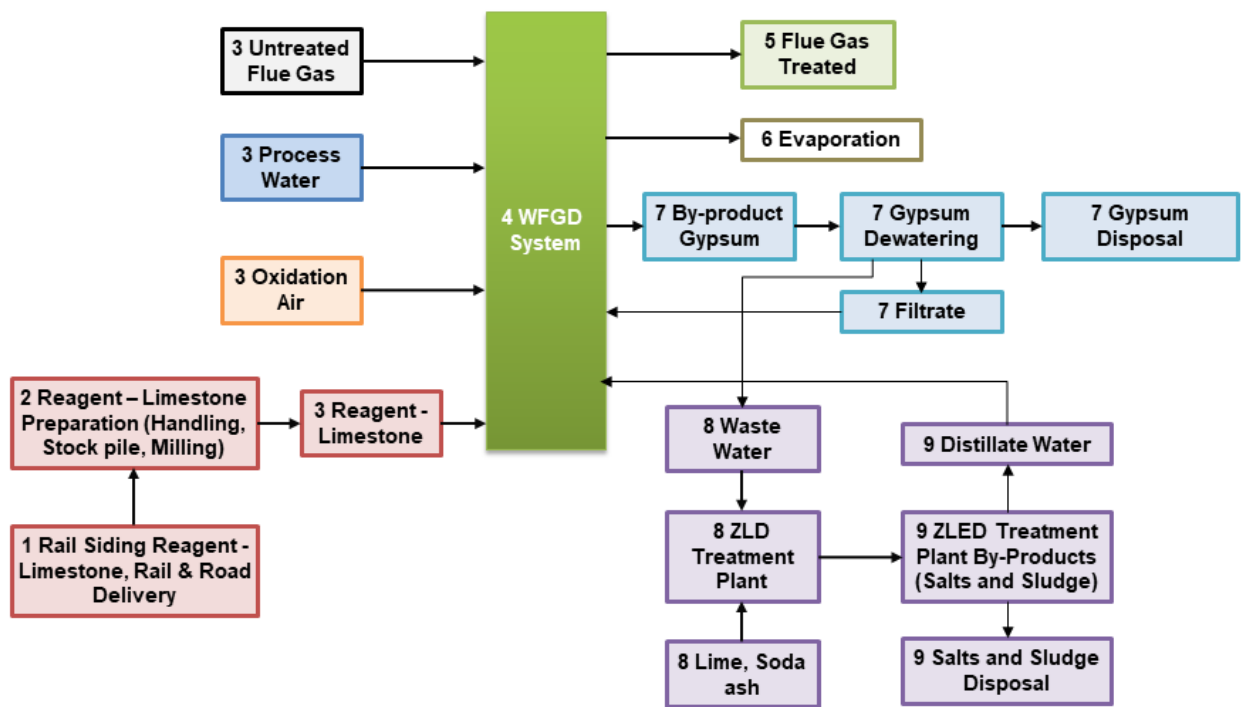 3 Untreated
Flue Gas
3 Process
Water
3 Oxidation
Air
2 Reagent – Limestone
Preparation (Handling,
Stock pile, Milling)
3 Reagent -
Limestone
1 Rail Siding Reagent -
Limestone, Rail & Road
Delivery
4 WFGD
System
5 Flue Gas
Treated
6 Evaporation
7 By-product
Gypsum
7 Gypsum
Dewatering
7 Gypsum
Disposal
7 Filtrate
8 Waste
Water
9 Distillate Water
8 ZLD
Treatment
Plant
9 ZLED Treatment
Plant By-Products
(Salts and Sludge)
8 Lime, Soda
ash
9 Salts and Sludge
Disposal